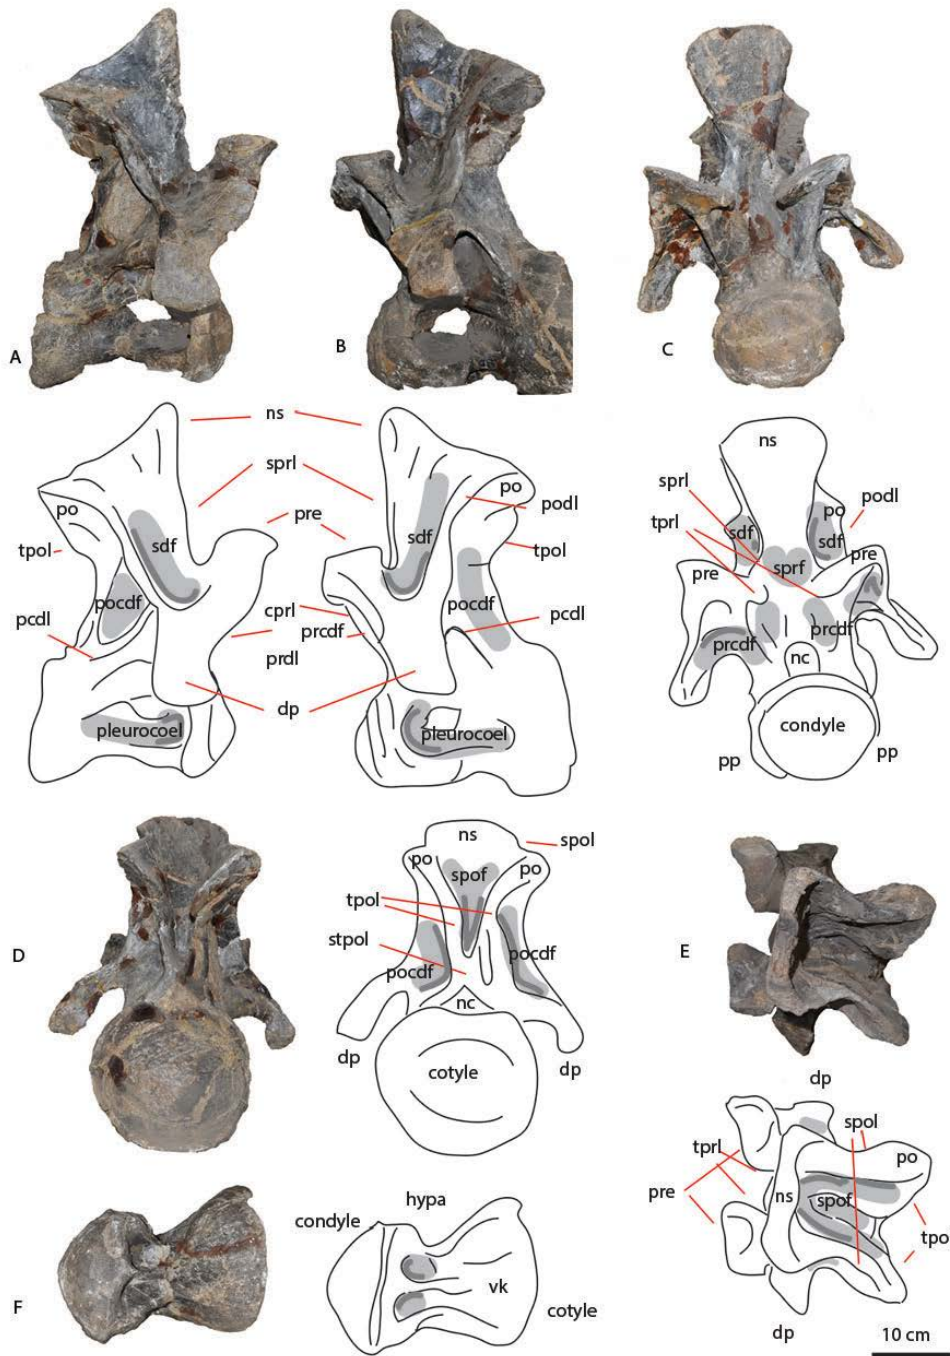 A
B
C
ns
sprl
pre
po
podl
tpol
tpol
sdf
sdf
pocdf
pocdf
pcdl
pcdl
cprl
prcdf
prdl
dp
pleurocoel
pleurocoel
ns
sprl
po
podl
sdf
sdf
tprl
sprf
pre
pre
prcdf
prcdf
nc
condyle
pp
pp
D
ns
spol
po
po
spof
tpol
stpol
pocdf
pocdf
nc
dp
dp
cotyle
E
dp
spol
tprl
po
pre
ns
spof
tpo
dp
10 cm
F
condyle
hypa
vk
cotyle